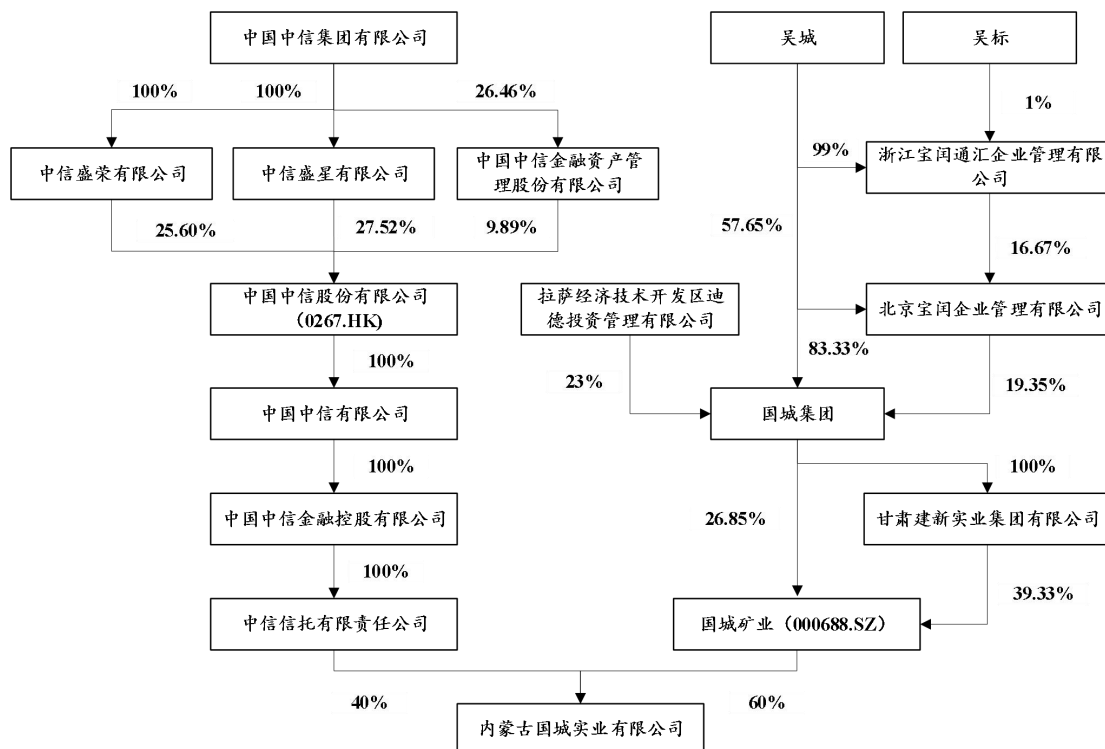 中国中信集团有限公司
吴城
吴标
100%
100%
26.46%
1%
中信盛荣有限公司
中信盛星有限公司
中国中信金融资产管
理股份有限公司
99%
浙江宝闰通汇企业管理有限
公司
25.60%
27.52%
9.89%
57.65%
16.67%
中国中信股份有限公司
（0267.HK)
拉萨经济技术开发区迪
德投资管理有限公司
北京宝闰企业管理有限公司
100%
23%
83.33%
19.35%
中国中信有限公司
国城集团
100%
100%
中国中信金融控股有限公司
26.85%
甘肃建新实业集团有限公司
100%
39.33%
中信信托有限责任公司
国城矿业（000688.SZ）
40%
60%
内蒙古国城实业有限公司